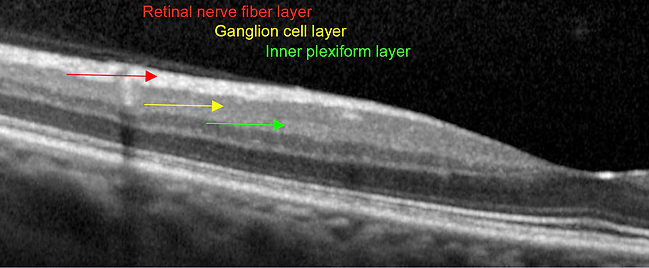 Retinal nerve fiber layer
Ganglion cell layer
Inner plexiform layer